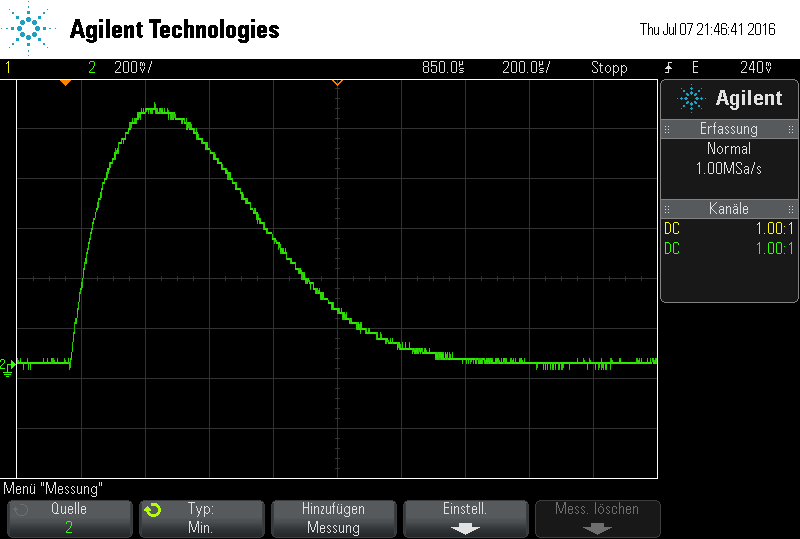 Agilent Technologies
Thu Jul 07 21:46:41 2016
1 2 200mV/ 850.0us 200.0us/ Stopp E 240mV
Agilent
Erfassung
Normal
1.00MSa/s
Kanäle
DC 1.00:1
DC 1.00:1
2
Menü "Messung"
Quelle
2
Typ:
Min.
Hinzufügen
Messung
Einstell.
Mess. löschen